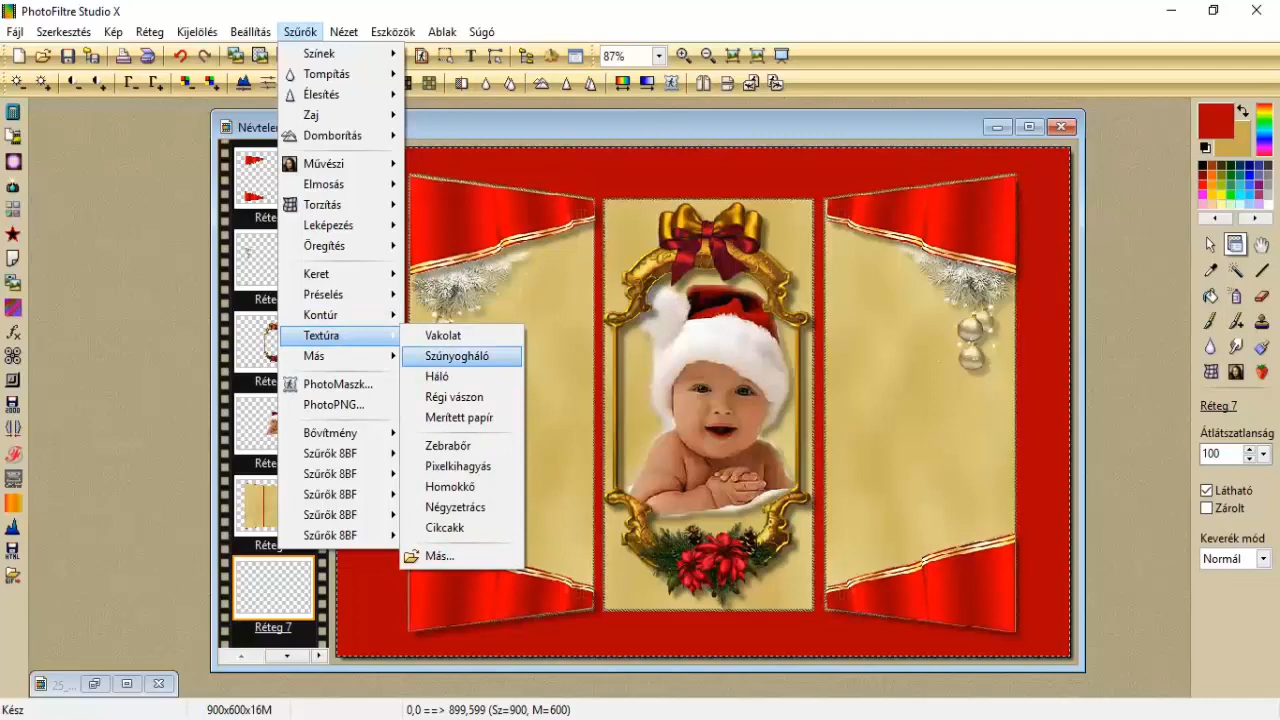 PhotoFiltre Studio X
Fájl Szerkesztés Kép Réteg Kijelölés Beállítás Szűrők Nézet Eszközök Ablak Súgó
87%
Névtelen
Színek
Tompítás
Élesítés
Zaj
Domborítás
Művészi
Elmosás
Torzítás
Leképezés
Öregítés
Keret
Préselés
Kontúr
Textúra
Más
PhotoMaszk...
PhotoPNG...
Bővítmény
Szűrők 8BF
Szűrők 8BF
Szűrők 8BF
Szűrők 8BF
Szűrők 8BF
Vakolat
Szúnyogháló
Háló
Régi vászon
Merített papír
Zebrabőr
Pixelkihagyás
Homokkő
Négyzetrács
Cikcakk
Más...
Réteg 7
Réteg 7
Átlátszatlanság
100
Látható
Zárolt
Keverék mód
Normál
25_...
Kész 900x600x16M 0,0 ==> 899,599 (Sz=900, M=600)